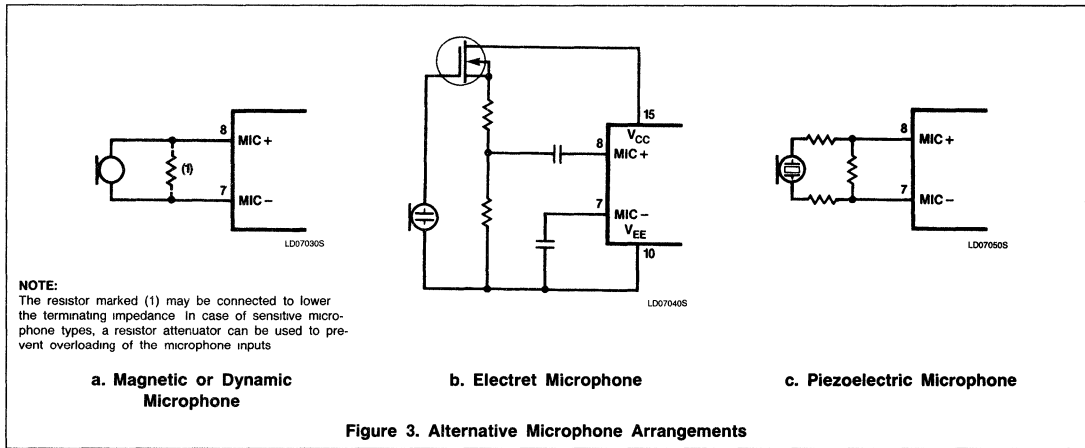 8
MIC+
(1)
7
MIC−
LD07030S
NOTE:
The resistor marked (1) may be connected to lower
the terminating impedance In case of sensitive micro-
phone types, a resistor attenuator can be used to pre-
vent overloading of the microphone inputs
a. Magnetic or Dynamic
Microphone
15
VCC
8
MIC+
7
MIC−
VEE
10
LD07040S
b. Electret Microphone
8
MIC+
7
MIC−
LD07050S
c. Piezoelectric Microphone
Figure 3. Alternative Microphone Arrangements